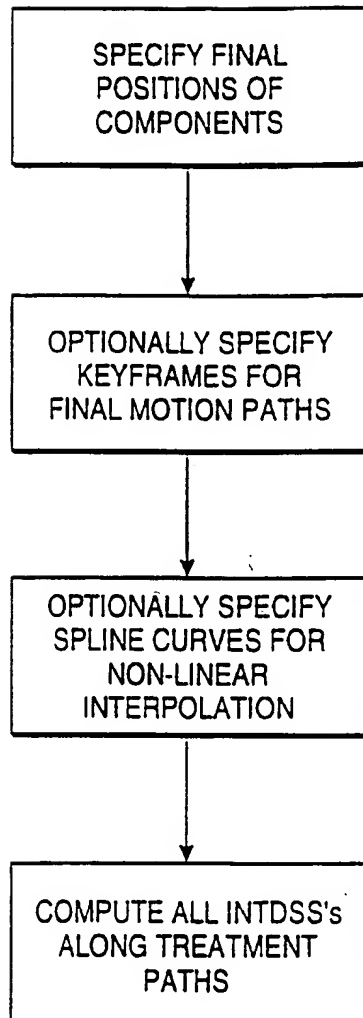 SPECIFY FINAL
POSITIONS OF
COMPONENTS
OPTIONALLY SPECIFY
KEYFRAMES FOR
FINAL MOTION PATHS
OPTIONALLY SPECIFY
SPLINE CURVES FOR
NON-LINEAR
INTERPOLATION
COMPUTE ALL INTDSS's
ALONG TREATMENT
PATHS